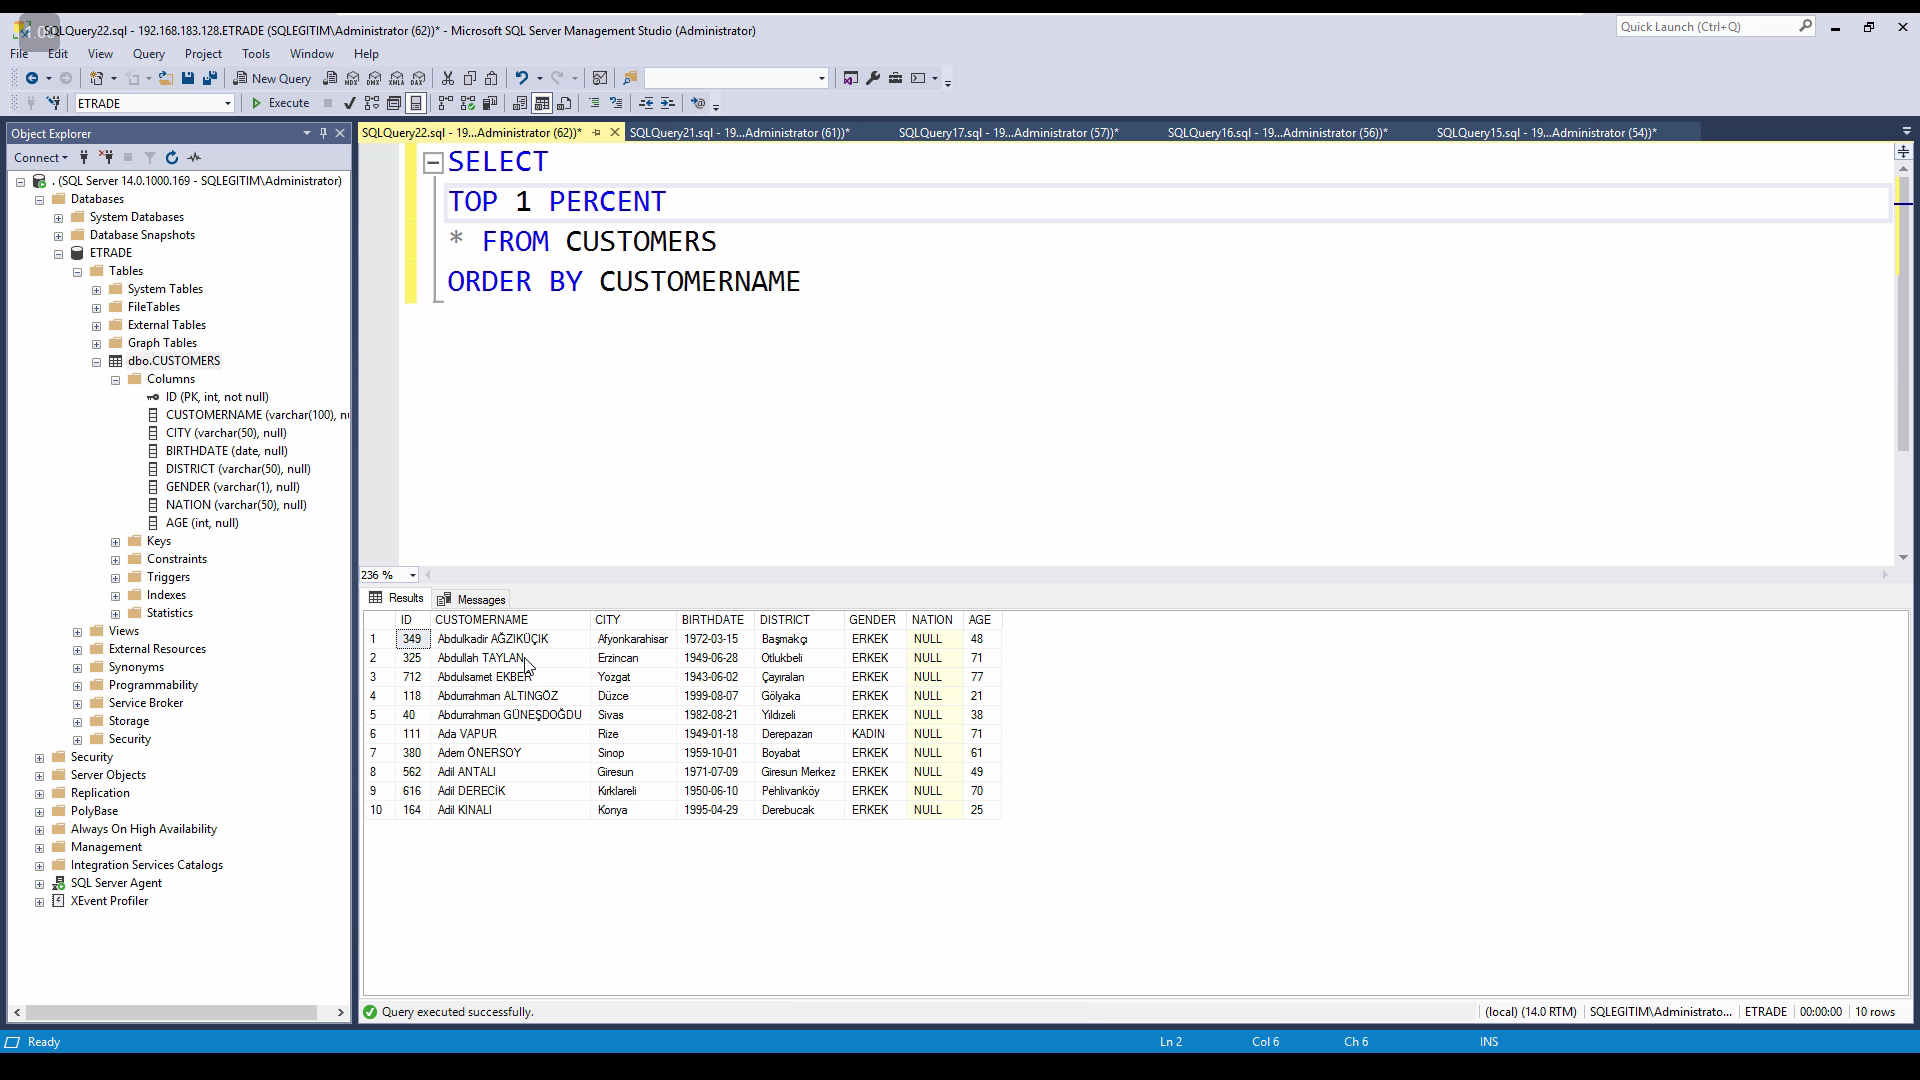 1.00
SQLQuery22.sql - 192.168.183.128.ETRADE (SQLEGITIM\Administrator (62))* - Microsoft SQL Server Management Studio (Administrator)
Quick Launch (Ctrl+Q)
File Edit View Query Project Tools Window Help
New Query
ETRADE
Execute
Object Explorer
Connect
. (SQL Server 14.0.1000.169 - SQLEGITIM\Administrator)
Databases
System Databases
Database Snapshots
ETRADE
Tables
System Tables
FileTables
External Tables
Graph Tables
dbo.CUSTOMERS
Columns
ID (PK, int, not null)
CUSTOMERNAME (varchar(100), nu
CITY (varchar(50), null)
BIRTHDATE (date, null)
DISTRICT (varchar(50), null)
GENDER (varchar(1), null)
NATION (varchar(50), null)
AGE (int, null)
Keys
Constraints
Triggers
Indexes
Statistics
Views
External Resources
Synonyms
Programmability
Service Broker
Storage
Security
Security
Server Objects
Replication
PolyBase
Always On High Availability
Management
Integration Services Catalogs
SQL Server Agent
XEvent Profiler
SQLQuery22.sql - 19...Administrator (62))* SQLQuery21.sql - 19...Administrator (61))* SQLQuery17.sql - 19...Administrator (57))* SQLQuery16.sql - 19...Administrator (56))* SQLQuery15.sql - 19...Administrator (54))*
SELECT
TOP 1 PERCENT
* FROM CUSTOMERS
ORDER BY CUSTOMERNAME
236 %
Results Messages
ID CUSTOMERNAME CITY BIRTHDATE DISTRICT GENDER NATION AGE
1 349 Abdulkadir AĞZIKÜÇIK Afyonkarahisar 1972-03-15 Başmakçı ERKEK NULL 48
2 325 Abdullah TAYLAN Erzincan 1949-06-28 Otlukbeli ERKEK NULL 71
3 712 Abdulsamet EKBER Yozgat 1943-06-02 Çayıralan ERKEK NULL 77
4 118 Abdurrahman ALTINGÖZ Düzce 1999-08-07 Gölyaka ERKEK NULL 21
5 40 Abdurrahman GÜNEŞDOĞDU Sivas 1982-08-21 Yıldızeli ERKEK NULL 38
6 111 Ada VAPUR Rize 1949-01-18 Derepazarı KADIN NULL 71
7 380 Adem ÖNERSOY Sinop 1959-10-01 Boyabat ERKEK NULL 61
8 562 Adil ANTALI Giresun 1971-07-09 Giresun Merkez ERKEK NULL 49
9 616 Adil DERECİK Kırklareli 1950-06-10 Pehlivanköy ERKEK NULL 70
10 164 Adil KINALI Konya 1995-04-29 Derebucak ERKEK NULL 25
Query executed successfully. (local) (14.0 RTM) SQLEGITIM\Administrato... ETRADE 00:00:00 10 rows
Ready Ln 2 Col 6 Ch 6 INS